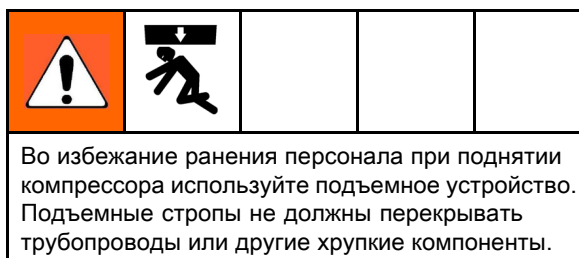 Во избежание ранения персонала при поднятии
компрессора используйте подъемное устройство.
Подъемные стропы не должны перекрывать
трубопроводы или другие хрупкие компоненты.